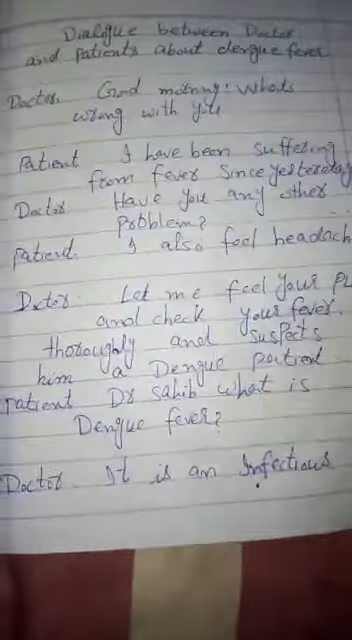 Dialogue between Doctor
and patients about dengue fever
Doctor. Good morning! Whats
wrong with you
Patient I have been suffering
from fever since yesterday
Doctor Have you any other
problem?
Patient. I also feel headach
Doctor. Let me feel your pu
and check your fever.
thoroughly and suspects
him a Dengue patient
Patient Dr sahib what is
Dengue fever?
Doctor. It is an Infectious